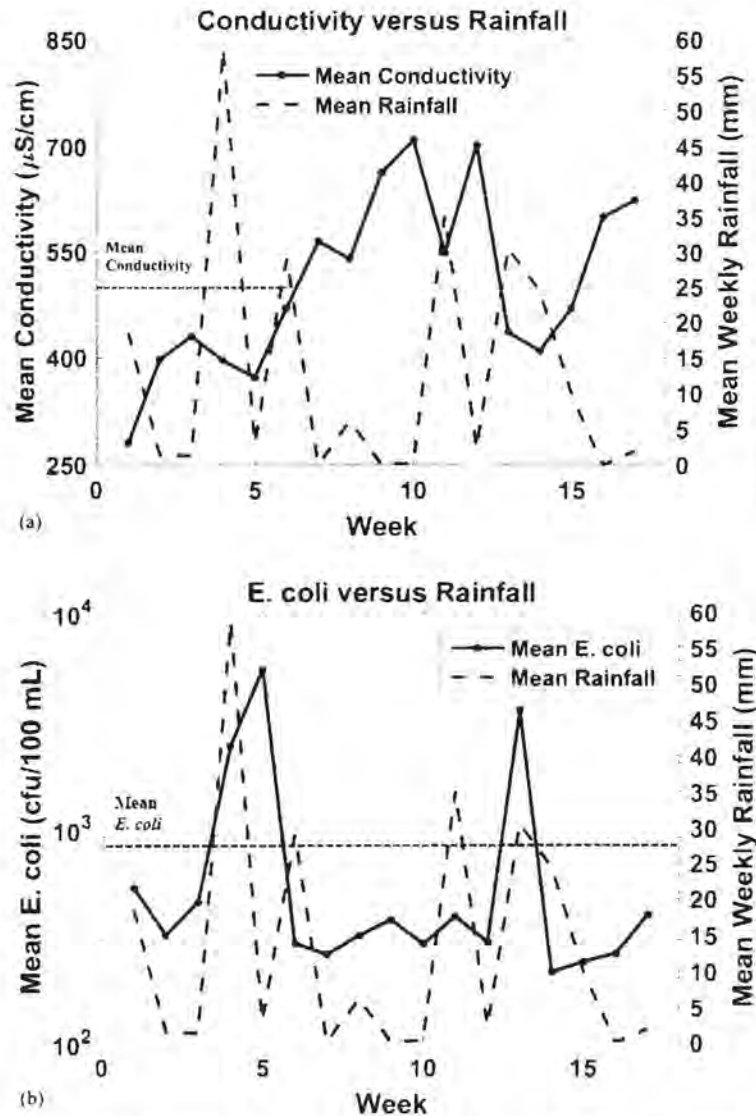 Conductivity versus Rainfall
Mean Conductivity (μS/cm)
850
700
550
400
250
Mean Conductivity
Mean Rainfall
Mean
Conductivity
60
55
50
45
40
35
30
25
20
15
10
5
0
Mean Weekly Rainfall (mm)
0
5
10
15
Week
(a)
E. coli versus Rainfall
Mean E. coli (cfu/100 mL)
10⁴
10³
10²
Mean E. coli
Mean Rainfall
Mean
E. coli
60
55
50
45
40
35
30
25
20
15
10
5
0
Mean Weekly Rainfall (mm)
0
5
10
15
Week
(b)